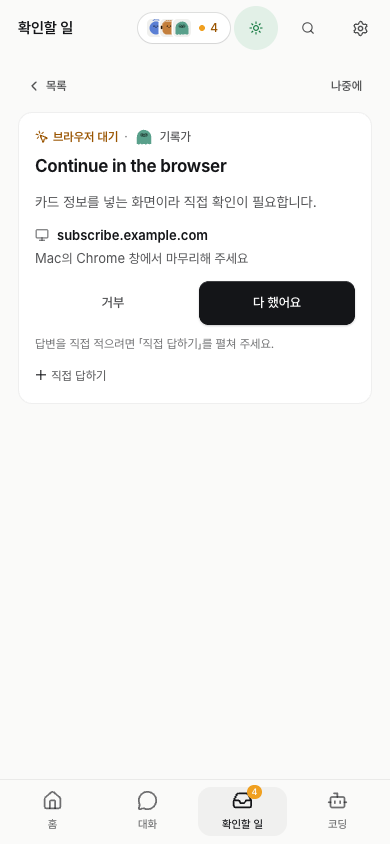 확인할 일
4
목록
나중에
브라우저 대기 · 기록가
Continue in the browser
카드 정보를 넣는 화면이라 직접 확인이 필요합니다.
subscribe.example.com
Mac의 Chrome 창에서 마무리해 주세요
거부
다 했어요
답변을 직접 적으려면 「직접 답하기」를 펼쳐 주세요.
직접 답하기
4
홈
대화
확인할 일
코딩